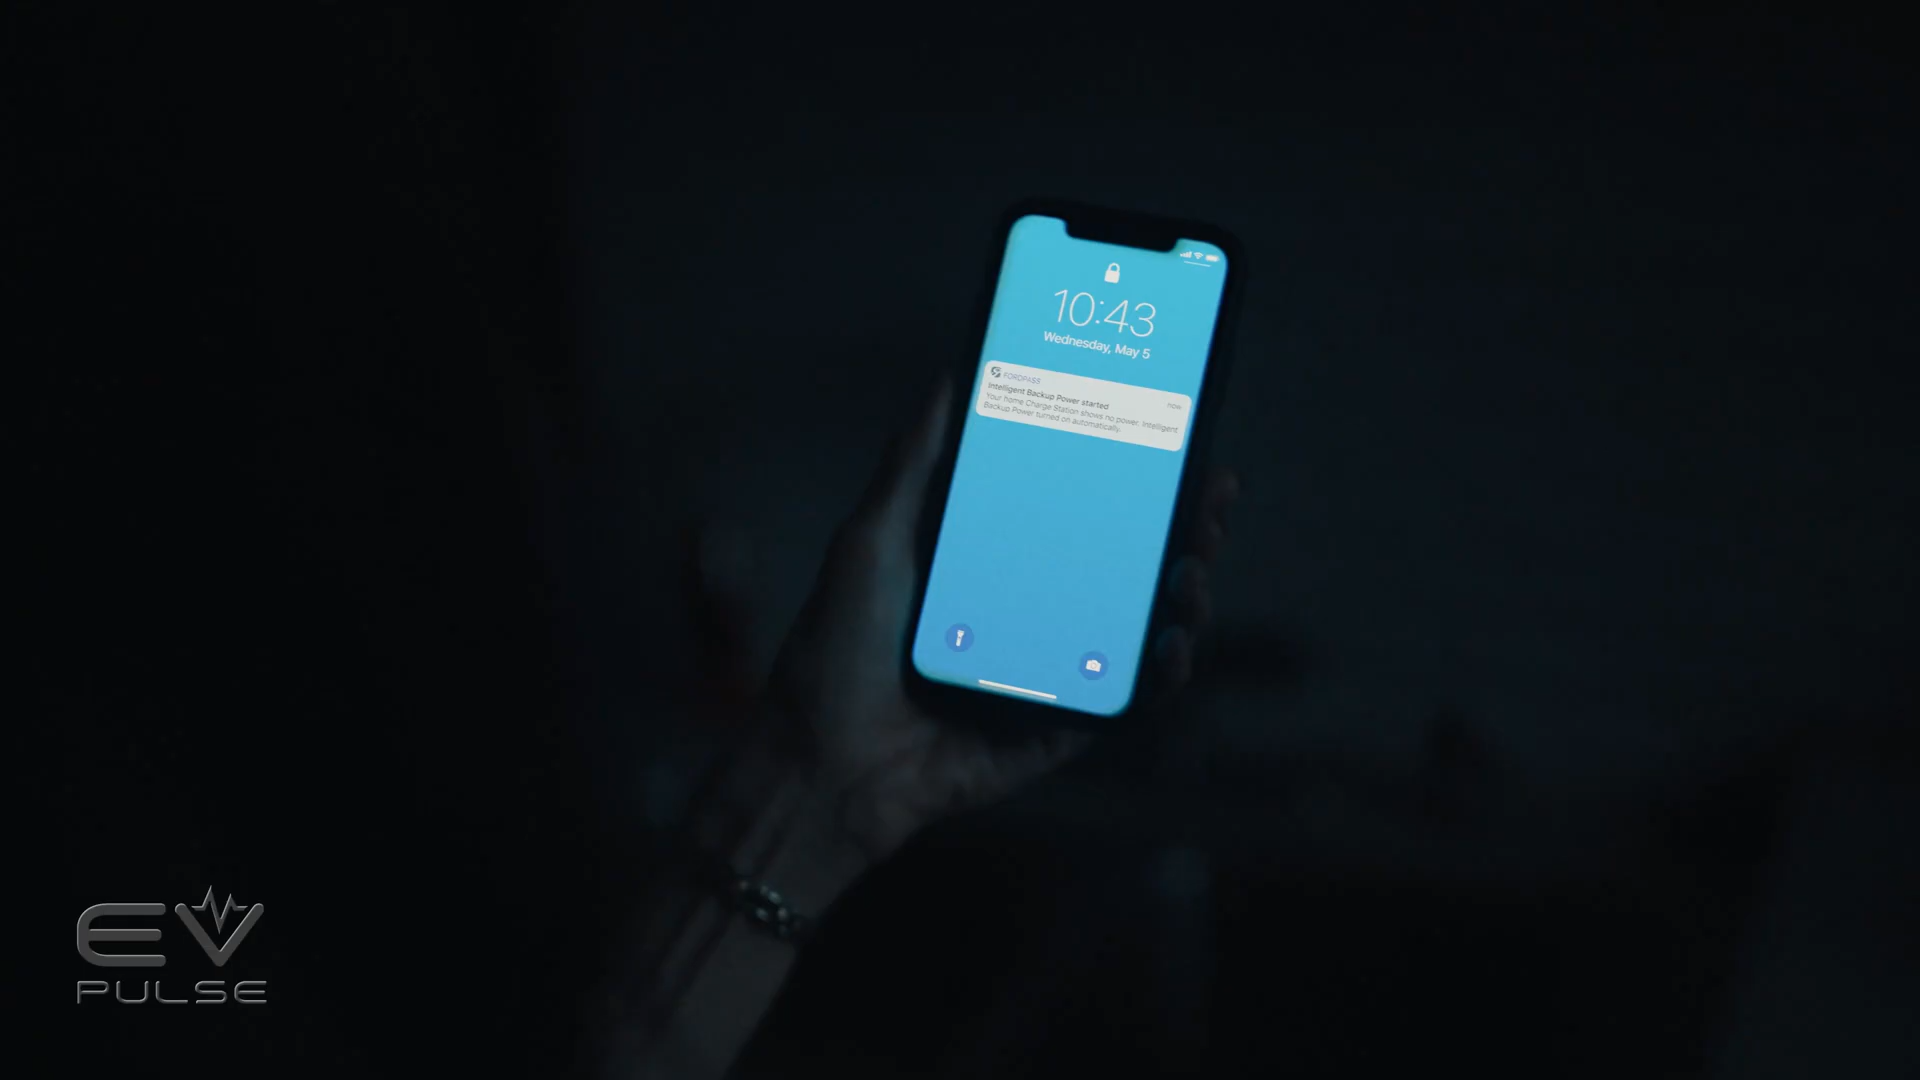 10:43
Wednesday, May 5
FORDPASS
now
Intelligent Backup Power started
Your home Charge Station shows no power. Intelligent
Backup Power turned on automatically.
EV
PULSE